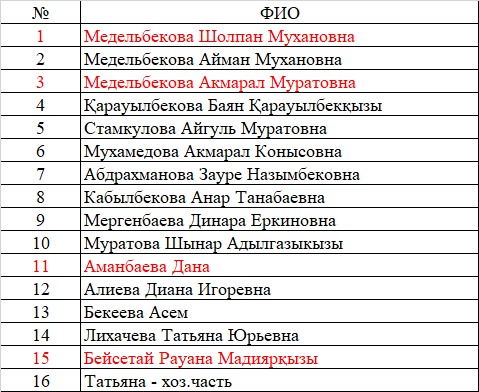 № ФИО
1 Медельбекова Шолпан Мухановна
2 Медельбекова Айман Мухановна
3 Медельбекова Акмарал Муратовна
4 Қарауылбекова Баян Қарауылбекқызы
5 Стамкулова Айгуль Муратовна
6 Мухамедова Акмарал Конысовна
7 Абдрахманова Зауре Назымбековна
8 Кабылбекова Анар Танабаевна
9 Мергенбаева Динара Еркиновна
10 Муратова Шынар Адылгазыкызы
11 Аманбаева Дана
12 Алиева Диана Игоревна
13 Бекеева Асем
14 Лихачева Татьяна Юрьевна
15 Бейсетай Рауана Мадиярқызы
16 Татьяна - хоз.часть